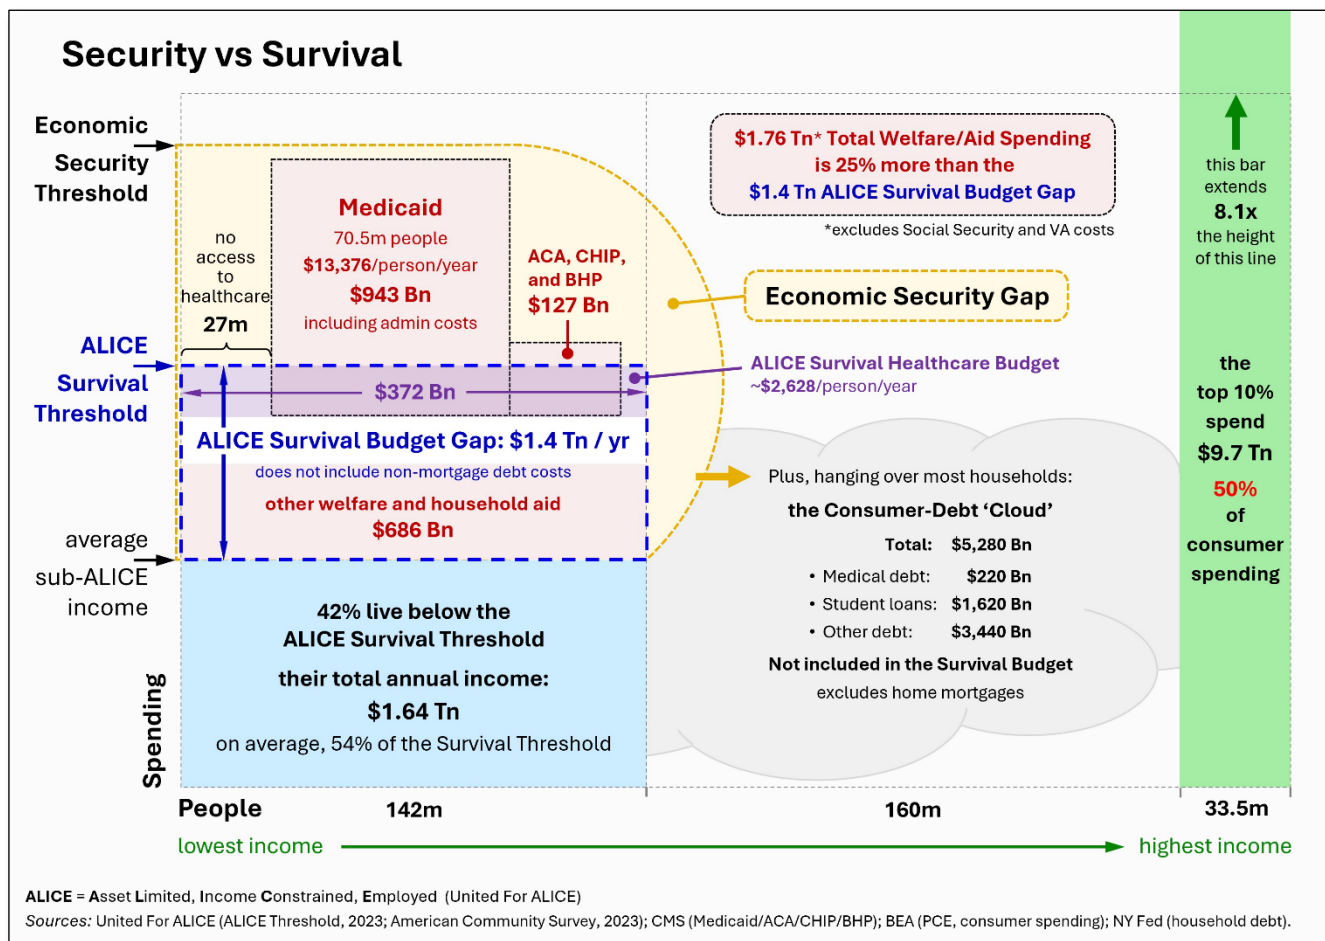 Security vs Survival
Economic
Security
Threshold
no
access
to
healthcare
27m
Medicaid
70.5m people
$13,376/person/year
$943 Bn
including admin costs
ACA, CHIP,
and BHP
$127 Bn
$1.76 Tn* Total Welfare/Aid Spending
is 25% more than the
$1.4 Tn ALICE Survival Budget Gap
*excludes Social Security and VA costs
Economic Security Gap
this bar
extends
8.1x
the height
of this line
ALICE
Survival
Threshold
$372 Bn
ALICE Survival Healthcare Budget
~$2,628/person/year
ALICE Survival Budget Gap: $1.4 Tn / yr
does not include non-mortgage debt costs
other welfare and household aid
$686 Bn
average
sub-ALICE
income
Plus, hanging over most households:
the Consumer-Debt ‘Cloud’
Total: $5,280 Bn
• Medical debt: $220 Bn
• Student loans: $1,620 Bn
• Other debt: $3,440 Bn
Not included in the Survival Budget
excludes home mortgages
the
top 10%
spend
$9.7 Tn
50%
of
consumer
spending
42% live below the
ALICE Survival Threshold
their total annual income:
$1.64 Tn
on average, 54% of the Survival Threshold
Spending
People 142m 160m 33.5m
lowest income highest income
ALICE = Asset Limited, Income Constrained, Employed (United For ALICE)
Sources: United For ALICE (ALICE Threshold, 2023; American Community Survey, 2023); CMS (Medicaid/ACA/CHIP/BHP); BEA (PCE, consumer spending); NY Fed (household debt).